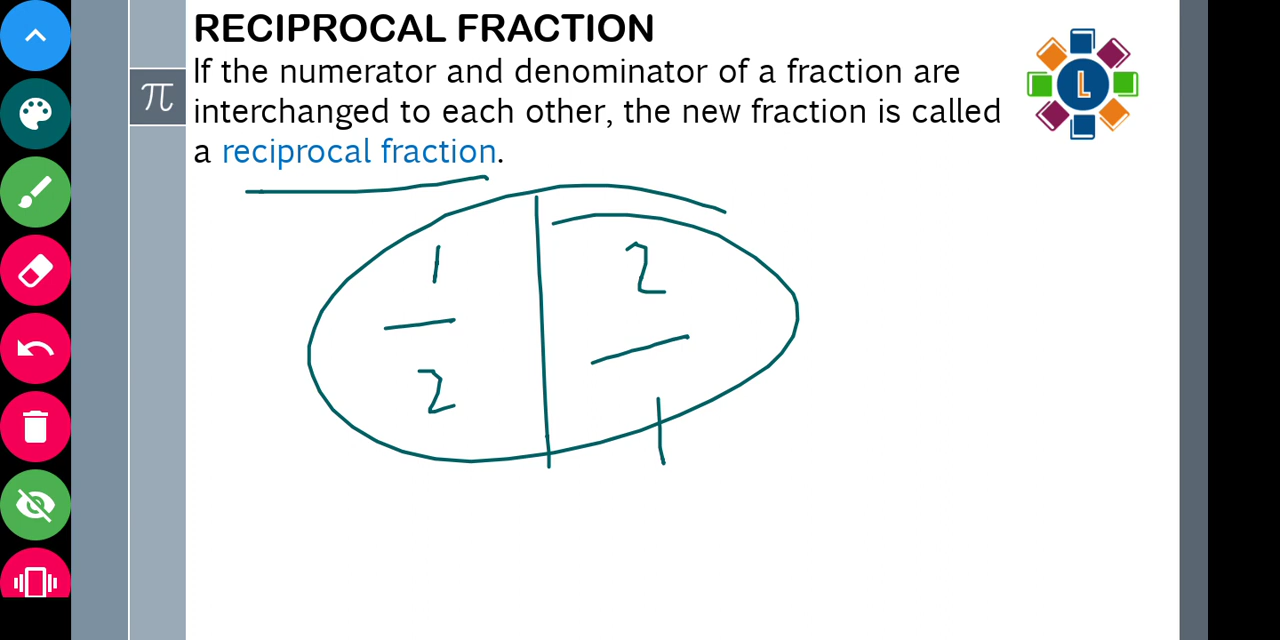 RECIPROCAL FRACTION
If the numerator and denominator of a fraction are
interchanged to each other, the new fraction is called
a reciprocal fraction.
π
L
1 2
2 1